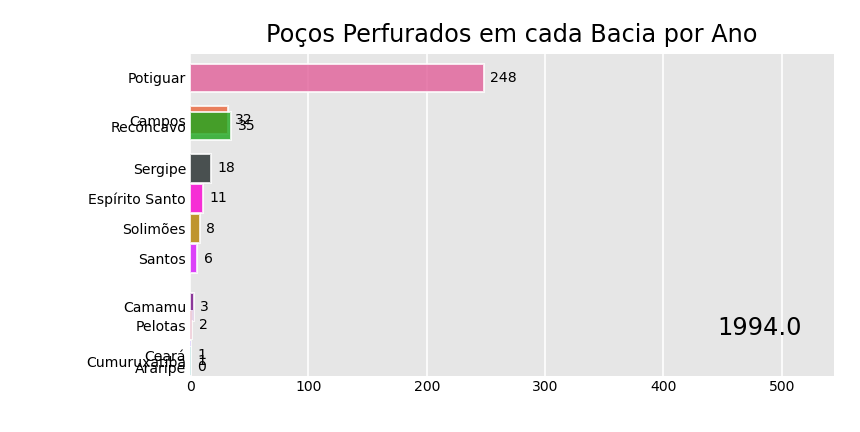 Poços Perfurados em cada Bacia por Ano
Potiguar 248
Campos 32
Recôncavo 35
Sergipe 18
Espírito Santo 11
Solimões 8
Santos 6
Camamu 3
Pelotas 2
1994.0
Ceará 1
Cumuruxatiba 1
Araripe 0
0 100 200 300 400 500